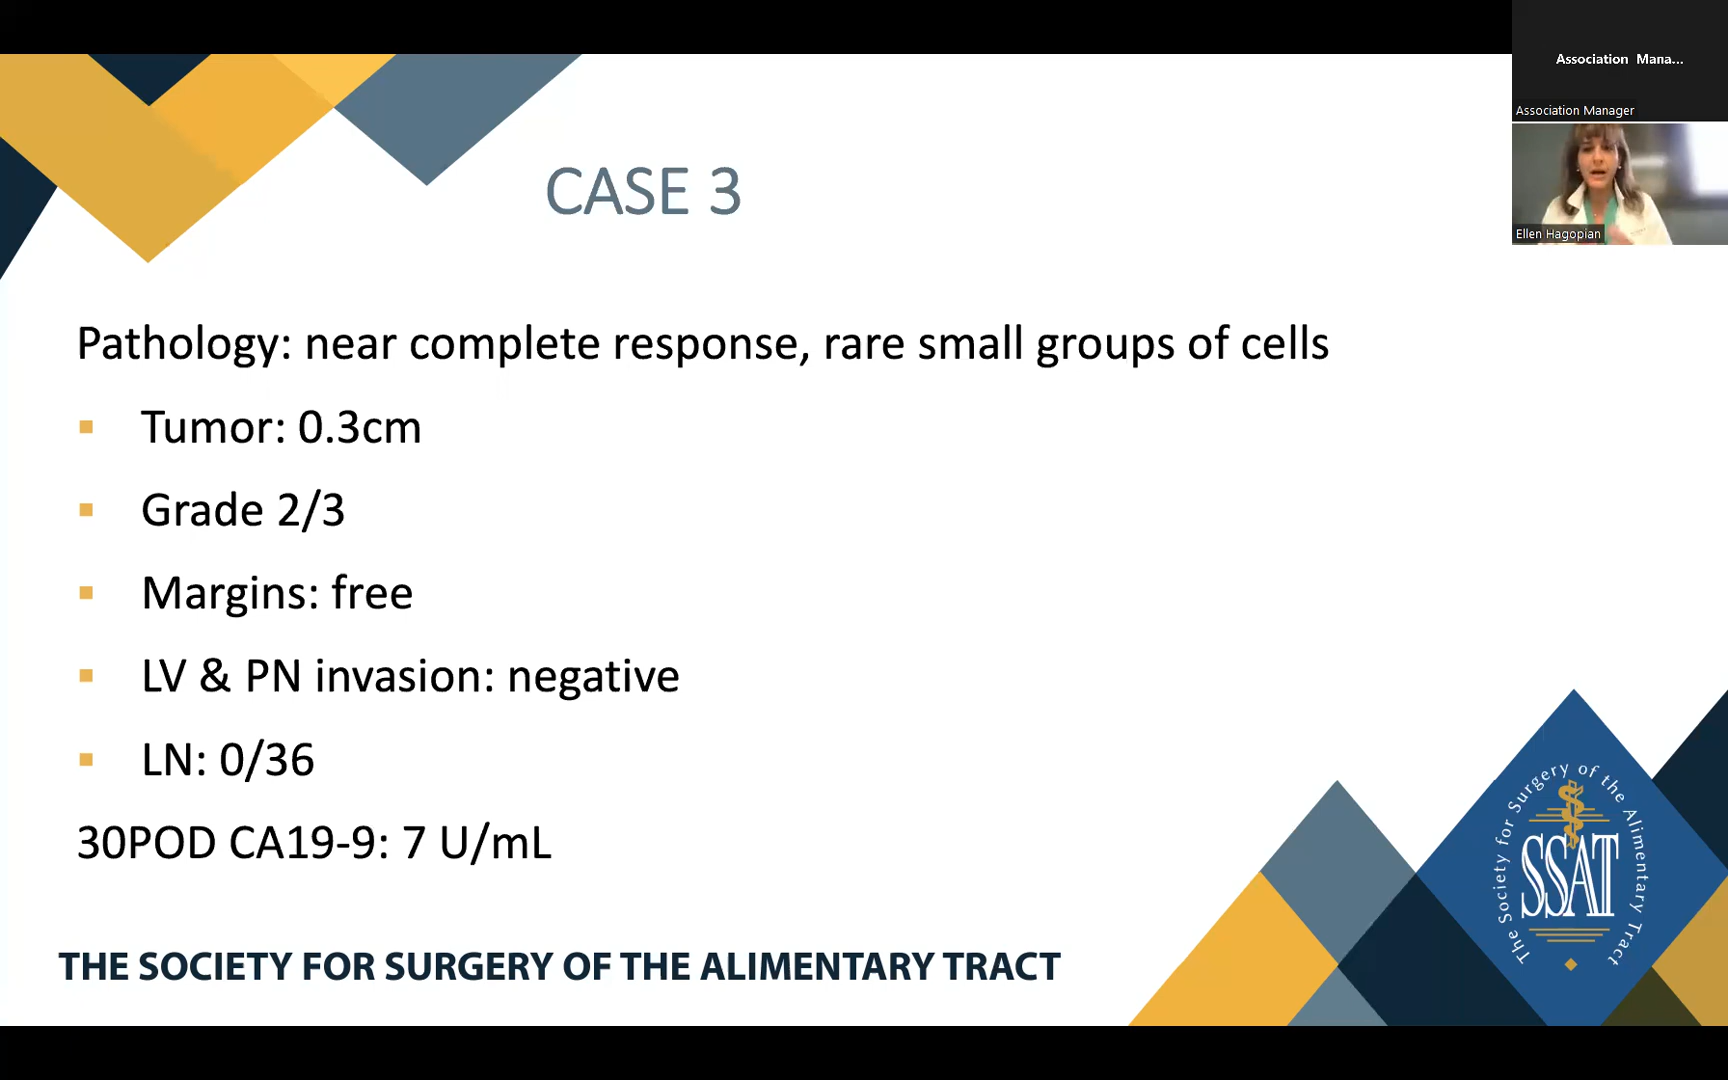 Association Mana...
Association Manager
Ellen Hagopian
CASE 3
Pathology: near complete response, rare small groups of cells
Tumor: 0.3cm
Grade 2/3
Margins: free
LV & PN invasion: negative
LN: 0/36
30POD CA19-9: 7 U/mL
THE SOCIETY FOR SURGERY OF THE ALIMENTARY TRACT
The Society for Surgery of the Alimentary Tract
SSAT